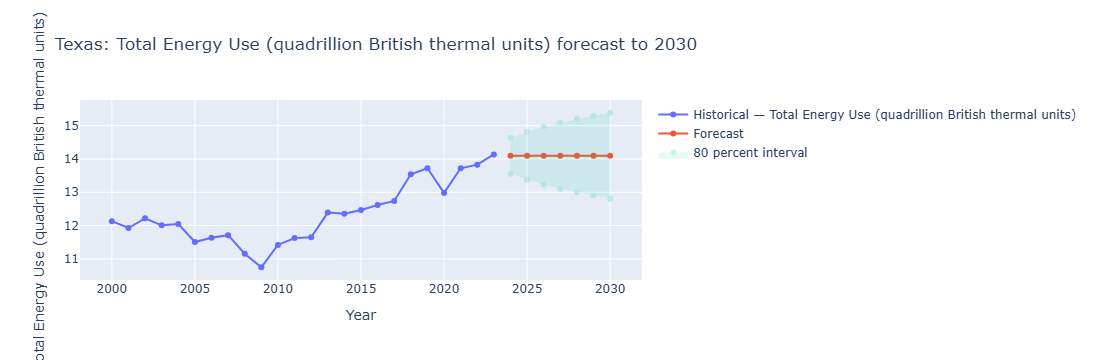 Texas: Total Energy Use (quadrillion British thermal units) forecast to 2030
otal Energy Use (quadrillion British thermal units)
15
14
13
12
11
2000 2005 2010 2015 2020 2025 2030
Year
Historical — Total Energy Use (quadrillion British thermal units)
Forecast
80 percent interval